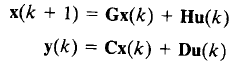 x(k + 1) = Gx(k) + Hu(k)
y(k) = Cx(k) + Du(k)